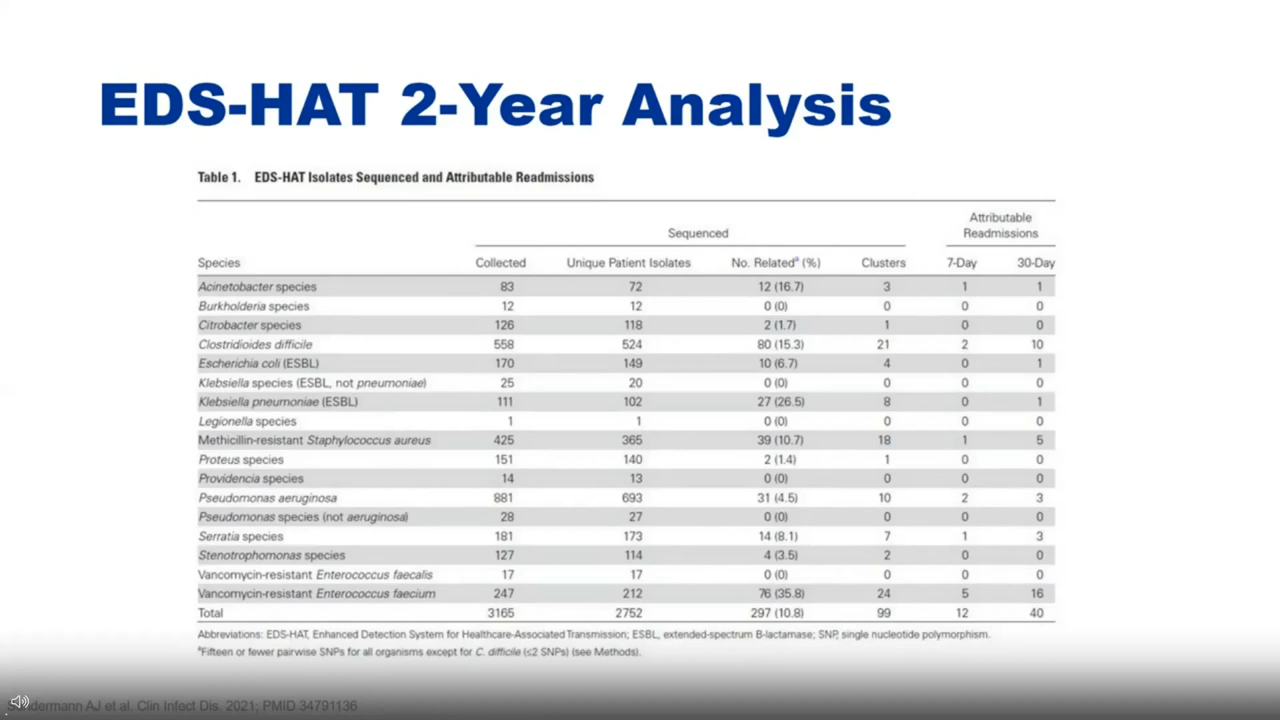 EDS-HAT 2-Year Analysis
Table 1. EDS-HAT Isolates Sequenced and Attributable Readmissions
Sequenced Attributable Readmissions
Species Collected Unique Patient Isolates No. Relatedᵃ (%) Clusters 7-Day 30-Day
Acinetobacter species 83 72 12 (16.7) 3 1 1
Burkholderia species 12 12 0 (0) 0 0 0
Citrobacter species 126 118 2 (1.7) 1 0 0
Clostridioides difficile 558 524 80 (15.3) 21 2 10
Escherichia coli (ESBL) 170 149 10 (6.7) 4 0 1
Klebsiella species (ESBL, not pneumoniae) 25 20 0 (0) 0 0 0
Klebsiella pneumoniae (ESBL) 111 102 27 (26.5) 8 0 1
Legionella species 1 1 0 (0) 0 0 0
Methicillin-resistant Staphylococcus aureus 425 365 39 (10.7) 18 1 5
Proteus species 151 140 2 (1.4) 1 0 0
Providencia species 14 13 0 (0) 0 0 0
Pseudomonas aeruginosa 881 693 31 (4.5) 10 2 3
Pseudomonas species (not aeruginosa) 28 27 0 (0) 0 0 0
Serratia species 181 173 14 (8.1) 7 1 3
Stenotrophomonas species 127 114 4 (3.5) 2 0 0
Vancomycin-resistant Enterococcus faecalis 17 17 0 (0) 0 0 0
Vancomycin-resistant Enterococcus faecium 247 212 76 (35.8) 24 5 16
Total 3165 2752 297 (10.8) 99 12 40
Abbreviations: EDS-HAT, Enhanced Detection System for Healthcare-Associated Transmission; ESBL, extended-spectrum B-lactamase; SNP, single nucleotide polymorphism.
ᵃFifteen or fewer pairwise SNPs for all organisms except for C. difficile (≤2 SNPs) (see Methods).
AJ et al. Clin Infect Dis. 2021; PMID 34791136